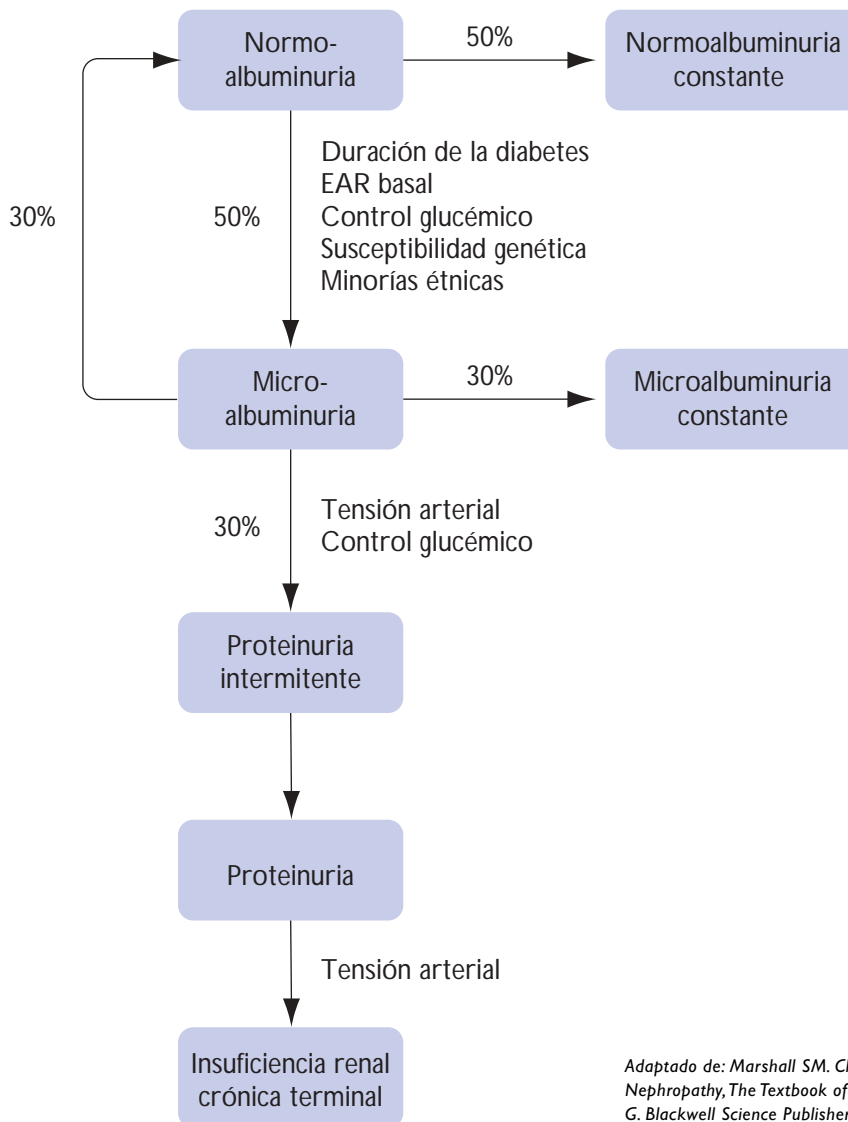 Normo-
albuminuria
50%
Normoalbuminuria
constante
Duración de la diabetes
EAR basal
30%
50%
Control glucémico
Susceptibilidad genética
Minorías étnicas
Micro-
albuminuria
30%
Microalbuminuria
constante
30%
Tensión arterial
Control glucémico
Proteinuria
intermitente
Proteinuria
Tensión arterial
Insuficiencia renal
crónica terminal
Adaptado de: Marshall SM.
Nephropathy, The Textbook of
G. Blackwell Science Publisher